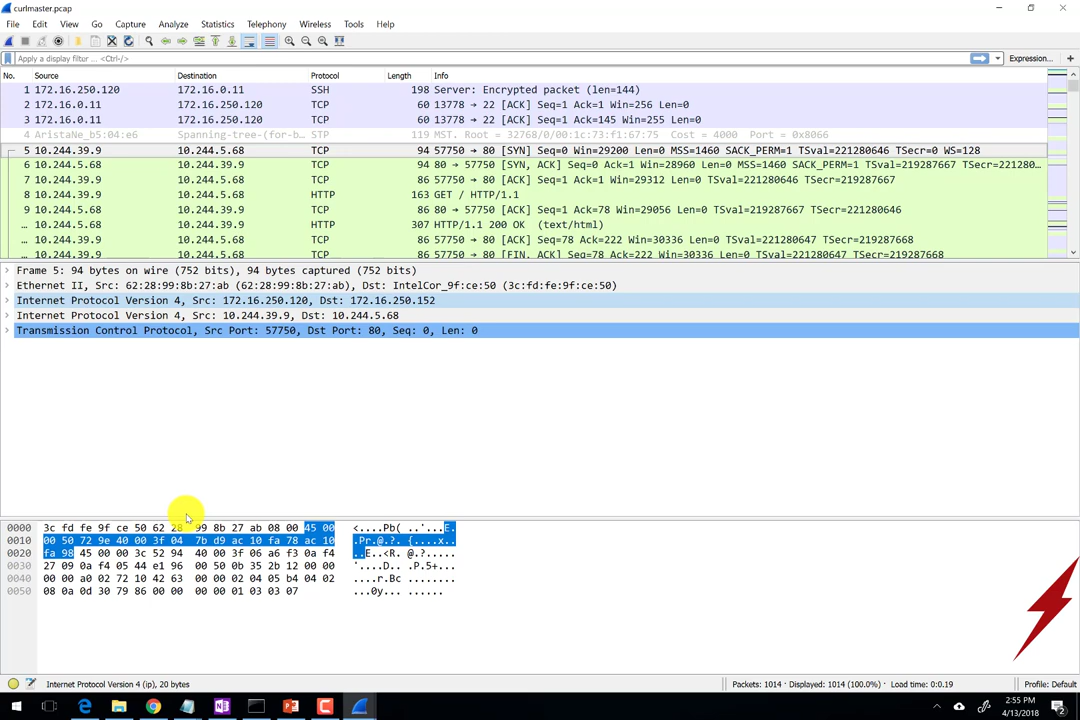 curlmaster.pcap
File Edit View Go Capture Analyze Statistics Telephony Wireless Tools Help
Apply a display filter ... <Ctrl-/> Expression... +
No. Source Destination Protocol Length Info
1 172.16.250.120 172.16.0.11 SSH 198 Server: Encrypted packet (len=144)
2 172.16.0.11 172.16.250.120 TCP 60 13778 → 22 [ACK] Seq=1 Ack=1 Win=256 Len=0
3 172.16.0.11 172.16.250.120 TCP 60 13778 → 22 [ACK] Seq=1 Ack=145 Win=255 Len=0
4 AristaNe_b5:04:e6 Spanning-tree-(for-b… STP 119 MST. Root = 32768/0/00:1c:73:f1:67:75 Cost = 4000 Port = 0x8066
5 10.244.39.9 10.244.5.68 TCP 94 57750 → 80 [SYN] Seq=0 Win=29200 Len=0 MSS=1460 SACK_PERM=1 TSval=221280646 TSecr=0 WS=128
6 10.244.5.68 10.244.39.9 TCP 94 80 → 57750 [SYN, ACK] Seq=0 Ack=1 Win=28960 Len=0 MSS=1460 SACK_PERM=1 TSval=219287667 TSecr=221280…
7 10.244.39.9 10.244.5.68 TCP 86 57750 → 80 [ACK] Seq=1 Ack=1 Win=29312 Len=0 TSval=221280646 TSecr=219287667
8 10.244.39.9 10.244.5.68 HTTP 163 GET / HTTP/1.1
9 10.244.5.68 10.244.39.9 TCP 86 80 → 57750 [ACK] Seq=1 Ack=78 Win=29056 Len=0 TSval=219287667 TSecr=221280646
… 10.244.5.68 10.244.39.9 HTTP 307 HTTP/1.1 200 OK (text/html)
… 10.244.39.9 10.244.5.68 TCP 86 57750 → 80 [ACK] Seq=78 Ack=222 Win=30336 Len=0 TSval=221280647 TSecr=219287668
… 10.244.39.9 10.244.5.68 TCP 86 57750 → 80 [FIN, ACK] Seq=78 Ack=222 Win=30336 Len=0 TSval=221280647 TSecr=219287668
Frame 5: 94 bytes on wire (752 bits), 94 bytes captured (752 bits)
Ethernet II, Src: 62:28:99:8b:27:ab (62:28:99:8b:27:ab), Dst: IntelCor_9f:ce:50 (3c:fd:fe:9f:ce:50)
Internet Protocol Version 4, Src: 172.16.250.120, Dst: 172.16.250.152
Internet Protocol Version 4, Src: 10.244.39.9, Dst: 10.244.5.68
Transmission Control Protocol, Src Port: 57750, Dst Port: 80, Seq: 0, Len: 0
0000 3c fd fe 9f ce 50 62 28 99 8b 27 ab 08 00 45 00 <....Pb( ..'...E.
0010 00 50 72 9e 40 00 3f 04 7b d9 ac 10 fa 78 ac 10 .Pr.@.?. {....x..
0020 fa 98 45 00 00 3c 52 94 40 00 3f 06 a6 f3 0a f4 ..E..<R. @.?.....
0030 27 09 0a f4 05 44 e1 96 00 50 0b 35 2b 12 00 00 '....D.. .P.5+...
0040 00 00 a0 02 72 10 42 63 00 00 02 04 05 b4 04 02 ....r.Bc ........
0050 08 0a 0d 30 79 86 00 00 00 00 01 03 03 07 ...0y... ......
Internet Protocol Version 4 (ip), 20 bytes Packets: 1014 · Displayed: 1014 (100.0%) · Load time: 0:0.19 Profile: Default
2:55 PM
4/13/2018